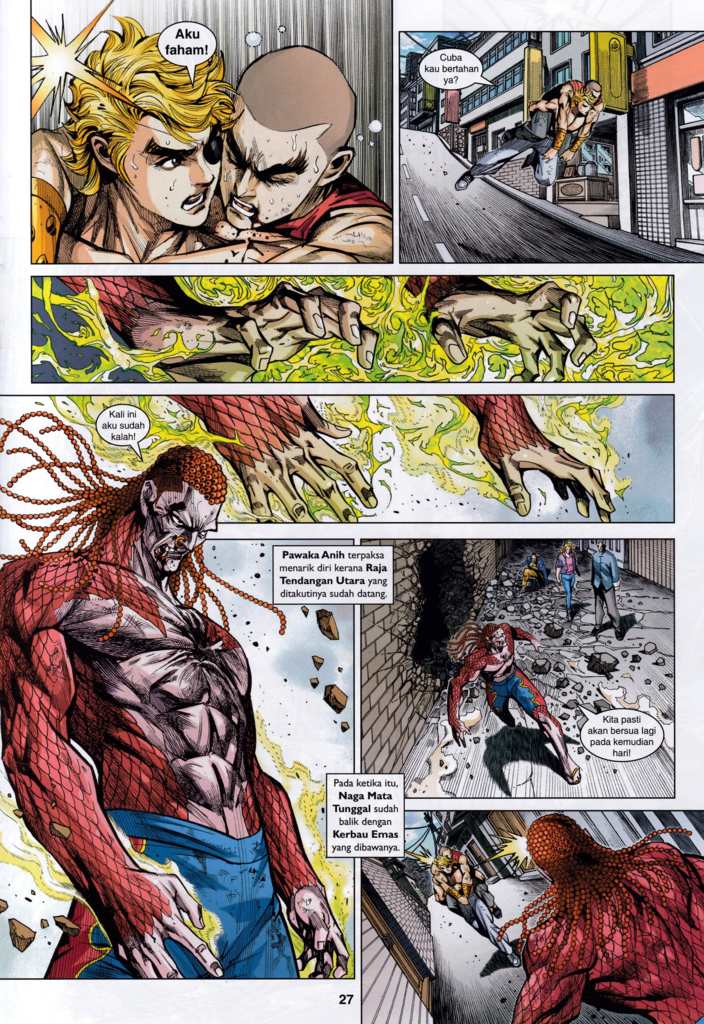 Aku
faham!
Cuba
kau bertahan
ya?
Kali ini
aku sudah
kalah!
Pawaka Anih terpaksa
menarik diri kerana Raja
Tendangan Utara yang
ditakutinya sudah datang.
Kita pasti
akan bersua lagi
pada kemudian
hari!
Pada ketika itu,
Naga Mata
Tunggal sudah
balik dengan
Kerbau Emas
yang dibawanya.
27